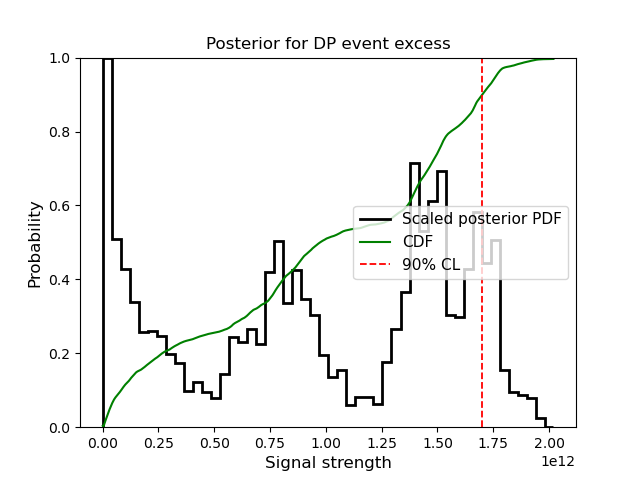 Posterior for DP event excess
Probability
1.0
0.8
0.6
0.4
0.2
0.0
Scaled posterior PDF
CDF
90% CL
0.00 0.25 0.50 0.75 1.00 1.25 1.50 1.75 2.00
1e12
Signal strength